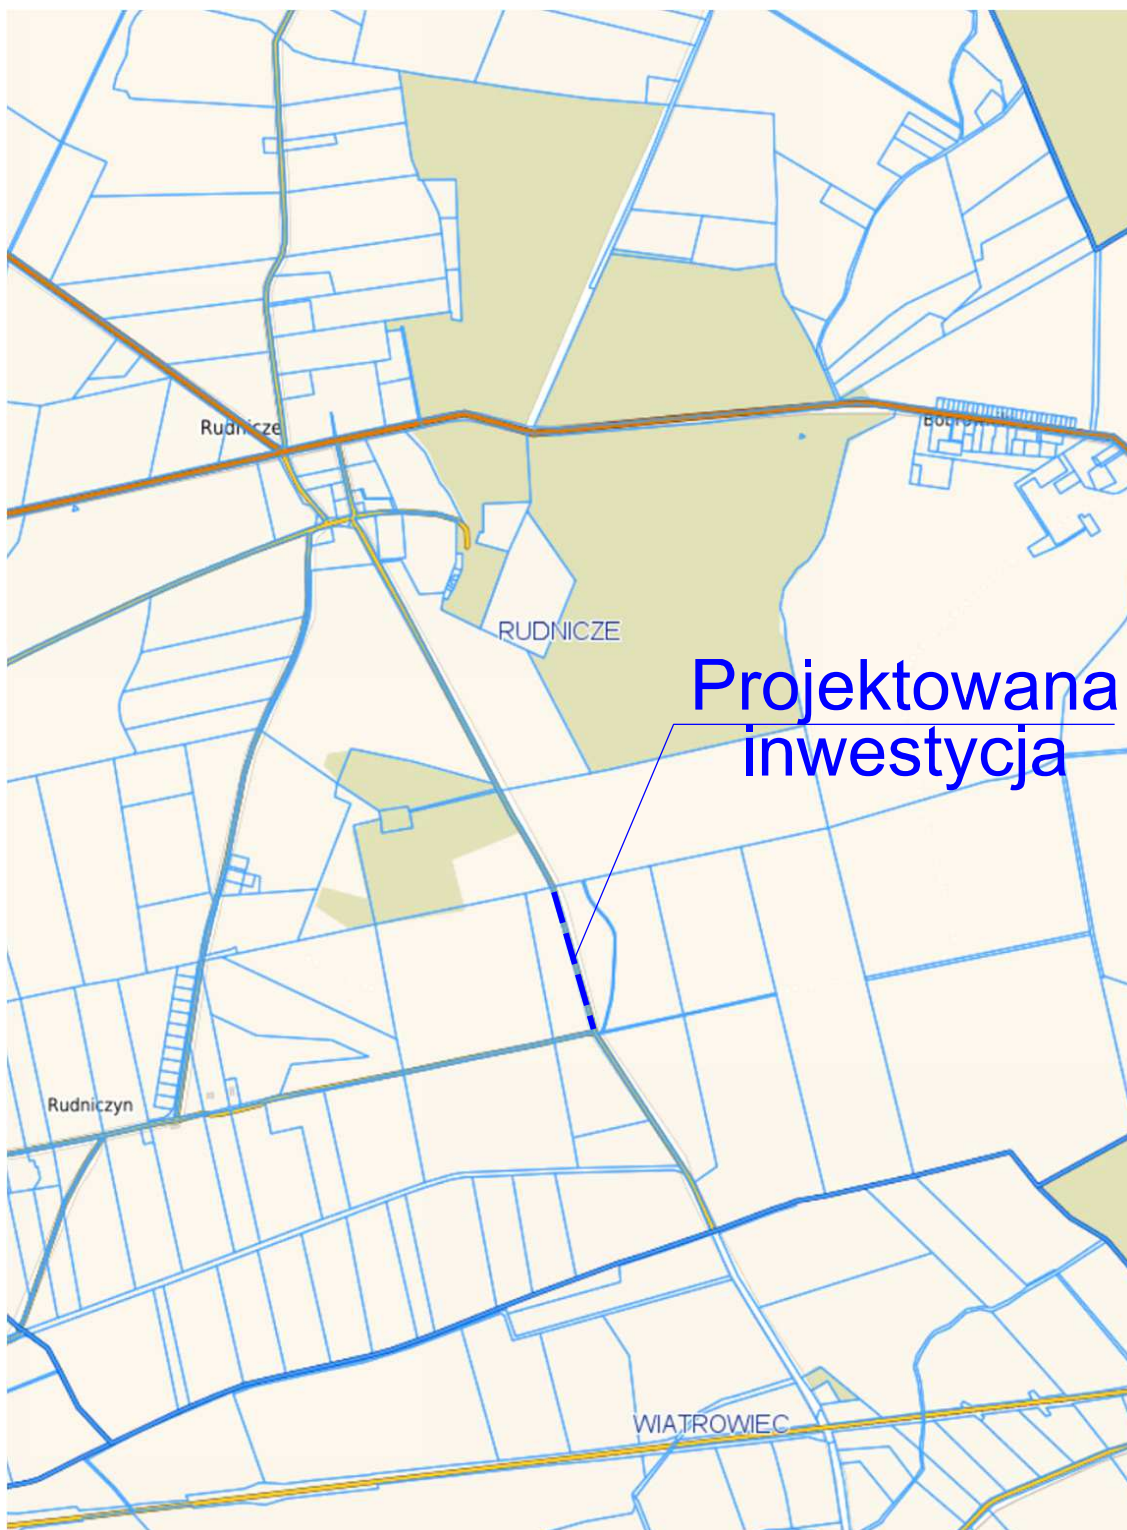 Rudnicze
RUDNICZE
Projektowana
inwestycja
Rudniczyn
WIATROWIEC